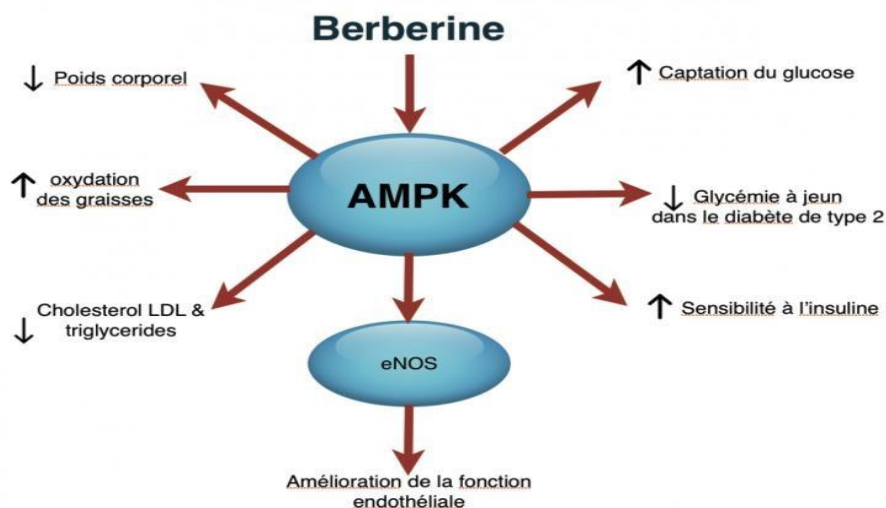 Berberine
↓ Poids corporel
↑ Captation du glucose
↑ oxydation
des graisses
AMPK
↓ Glycémie à jeun
dans le diabète de type 2
↓ Cholesterol LDL &
triglycerides
↑ Sensibilité à l'insuline
eNOS
Amélioration de la fonction
endothéliale